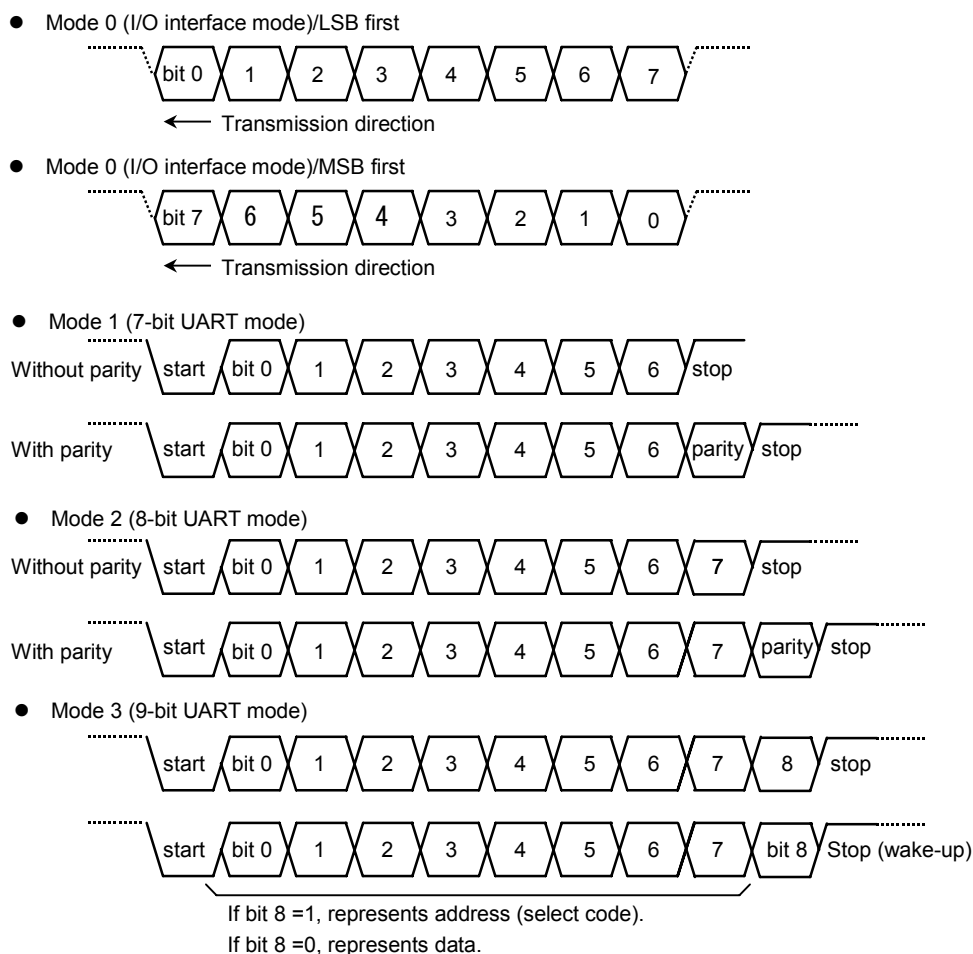 ● Mode 0 (I/O interface mode)/LSB first
bit 0 1 2 3 4 5 6 7
Transmission direction
● Mode 0 (I/O interface mode)/MSB first
bit 7 6 5 4 3 2 1 0
Transmission direction
● Mode 1 (7-bit UART mode)
Without parity start bit 0 1 2 3 4 5 6 stop
With parity start bit 0 1 2 3 4 5 6 parity stop
● Mode 2 (8-bit UART mode)
Without parity start bit 0 1 2 3 4 5 6 7 stop
With parity start bit 0 1 2 3 4 5 6 7 parity stop
● Mode 3 (9-bit UART mode)
start bit 0 1 2 3 4 5 6 7 8 stop
start bit 0 1 2 3 4 5 6 7 bit 8 Stop (wake-up)
If bit 8 =1, represents address (select code).
If bit 8 =0, represents data.